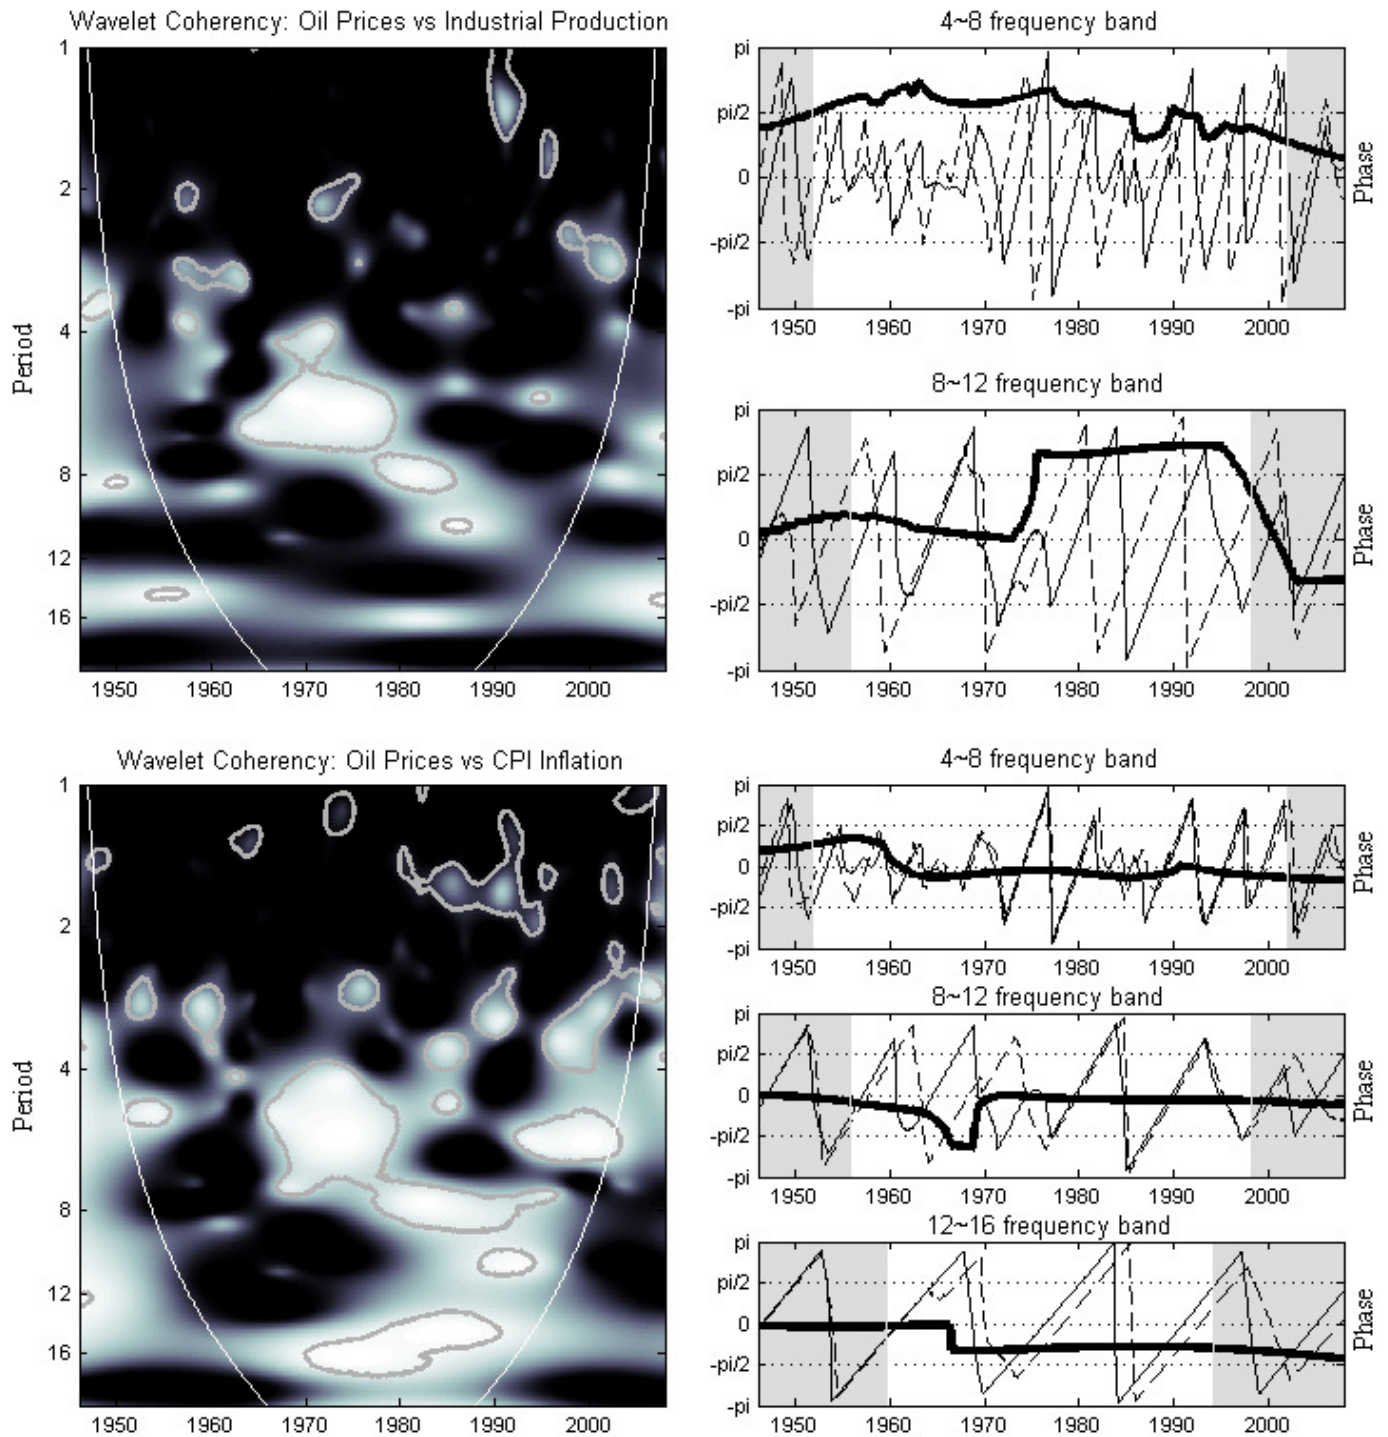 Wavelet Coherency: Oil Prices vs Industrial Production
1
2
4
8
12
16
Period
1950 1960 1970 1980 1990 2000
4~8 frequency band
pi
pi/2
0
-pi/2
-pi
Phase
1950 1960 1970 1980 1990 2000
8~12 frequency band
pi
pi/2
0
-pi/2
-pi
Phase
1950 1960 1970 1980 1990 2000
Wavelet Coherency: Oil Prices vs CPI Inflation
1
2
4
8
12
16
Period
1950 1960 1970 1980 1990 2000
4~8 frequency band
pi
pi/2
0
-pi/2
-pi
Phase
1950 1960 1970 1980 1990 2000
8~12 frequency band
pi
pi/2
0
-pi/2
-pi
Phase
1950 1960 1970 1980 1990 2000
12~16 frequency band
pi
pi/2
0
-pi/2
-pi
Phase
1950 1960 1970 1980 1990 2000